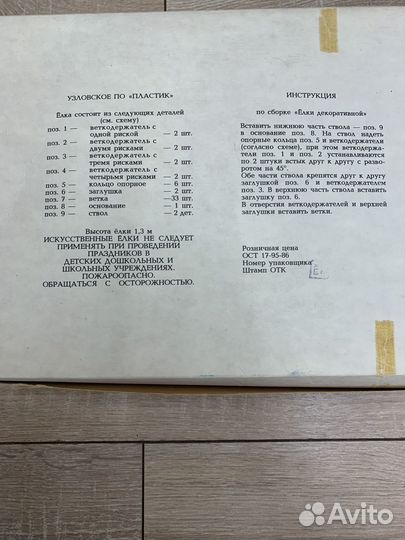 УЗЛОВСКОЕ ПО «ПЛАСТИК»
Ёлка состоит из следующих деталей
(см. схему)
поз. 1 — веткодержатель с
одной риской — 2 шт.
поз. 2 — веткодержатель с
двумя рисками — 2 шт.
поз. 3 — веткодержатель с
тремя рисками — 2 шт.
поз. 4 — веткодержатель с
четырьмя рисками — 2 шт.
поз. 5 — кольцо опорное — 6 шт.
поз. 6 — заглушка — 2 шт.
поз. 7 — ветка —33 шт.
поз. 8 — основание — 1 шт.
поз. 9 — ствол — 2 дет.
Высота ёлки 1,3 м
ИСКУССТВЕННЫЕ ЁЛКИ НЕ СЛЕДУЕТ
ПРИМЕНЯТЬ ПРИ ПРОВЕДЕНИИ
ПРАЗДНИКОВ В
ДЕТСКИХ ДОШКОЛЬНЫХ И
ШКОЛЬНЫХ УЧРЕЖДЕНИЯХ.
ПОЖАРООПАСНО.
ОБРАЩАТЬСЯ С ОСТОРОЖНОСТЬЮ.
ИНСТРУКЦИЯ
по сборке «Ёлки декоративной»
Вставить нижнюю часть ствола — поз. 9
в основание поз. 8. На ствол надеть
опорные кольца поз. 5 и веткодержатели
(согласно схеме), при этом веткодержатели
поз. 1 и поз. 2 устанавливаются
по 2 штуки встык друг к другу с разво-
ротом на 45°.
Обе части ствола крепятся друг к другу
заглушкой поз. 6 и веткодержателем
поз. 3. В верхнюю часть ствола вставить
заглушку поз. 6.
В отверстия веткодержателей и верхней
заглушки вставить ветки.
Розничная цена
ОСТ 17-95-86
Номер упаковщика
Штамп ОТК
Avito